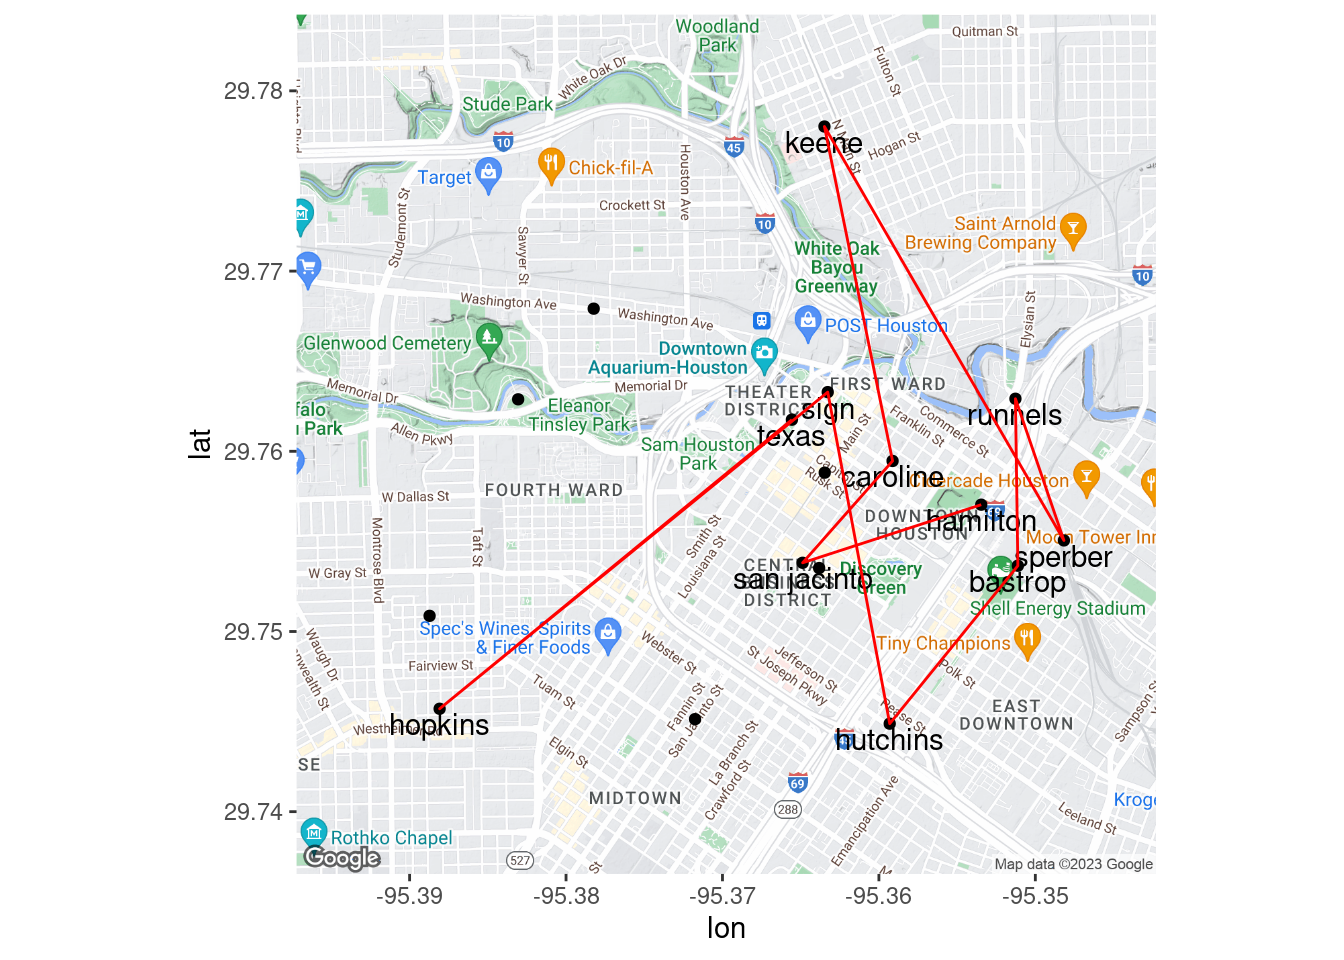 Woodland
Park
Quitman St
White Oak Dr
Fulton St
29.78
Stude Park
10
45
N Main St
keene
Hogan St
Houston Ave
Target
Chick-fil-A
Crockett St
Studemont St
Sawyer St
10
Saint Arnold
Brewing Company
White Oak
Bayou
Greenway
29.77
10
Washington Ave
Washington Ave
POST Houston
Elysian St
Glenwood Cemetery
Downtown
Aquarium-Houston
Memorial Dr
Memorial Dr
THEATER
DISTRICT
FIRST WARD
sign
falo
u Park
Eleanor
Tinsley Park
Allen Pkwy
Franklin St
Commerce St
runnels
Main St
texas
Sam Houston
Park
29.76
lat
Capitol St
Rusk St
caroline
Cidercade Houston
W Dallas St
FOURTH WARD
DOWNTOWN
HOUSTON
hamilton
69
Moon Tower Inn
Smith St
Louisiana St
Montrose Blvd
Taft St
sperber
CENTRAL
BUSINESS
DISTRICT
san jacinto
Discovery
Green
W Gray St
bastrop
Shell Energy Stadium
29.75
Spec's Wines, Spirits
& Finer Foods
Tiny Champions
Webster St
Jefferson St
St Joseph Pkwy
Waugh Dr
Fairview St
Polk St
Tuam St
Fannin St
San Jacinto St
Pease St
EAST
DOWNTOWN
Sampson St
hopkins
Westheimer Rd
hutchins
La Branch St
Crawford St
Elgin St
SE
69
MIDTOWN
288
Emancipation Ave
Kroge
Leeland St
29.74
Rothko Chapel
Google
527
St
Map data ©2023 Google
-95.39
-95.38
-95.37
-95.36
-95.35
lon